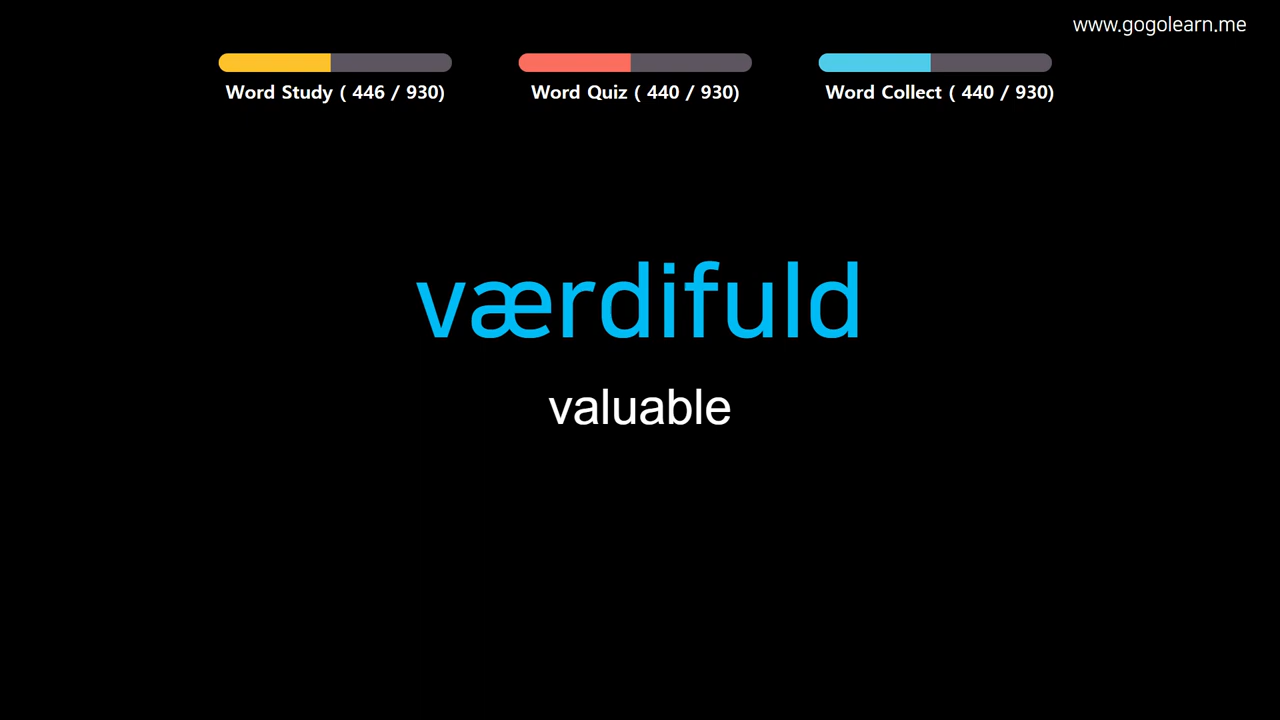 www.gogolearn.me
Word Study ( 446 / 930)
Word Quiz ( 440 / 930)
Word Collect ( 440 / 930)
værdifuld
valuable